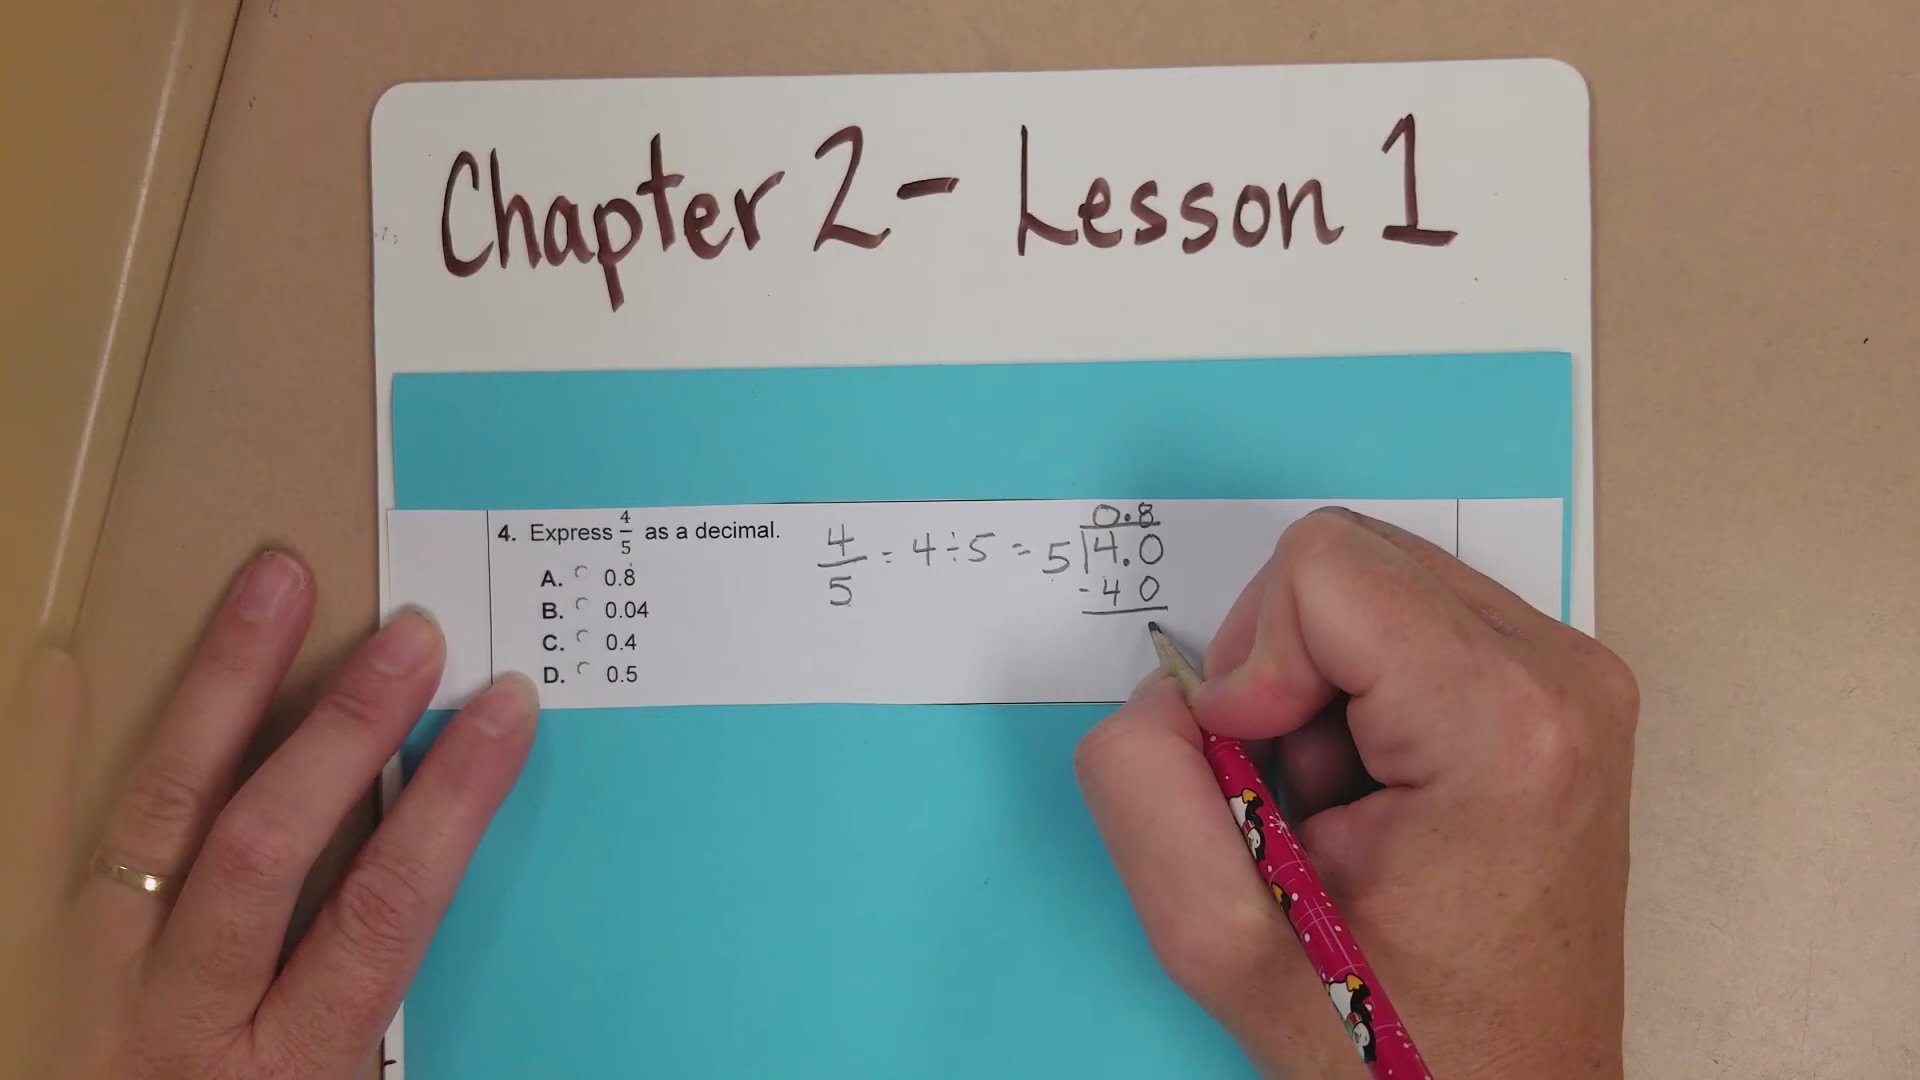 Chapter 2 - Lesson 1
4. Express 4/5 as a decimal.
A. 0.8
B. 0.04
C. 0.4
D. 0.5
4/5 = 4 ÷ 5 = 5
0.8
4.0
- 4 0